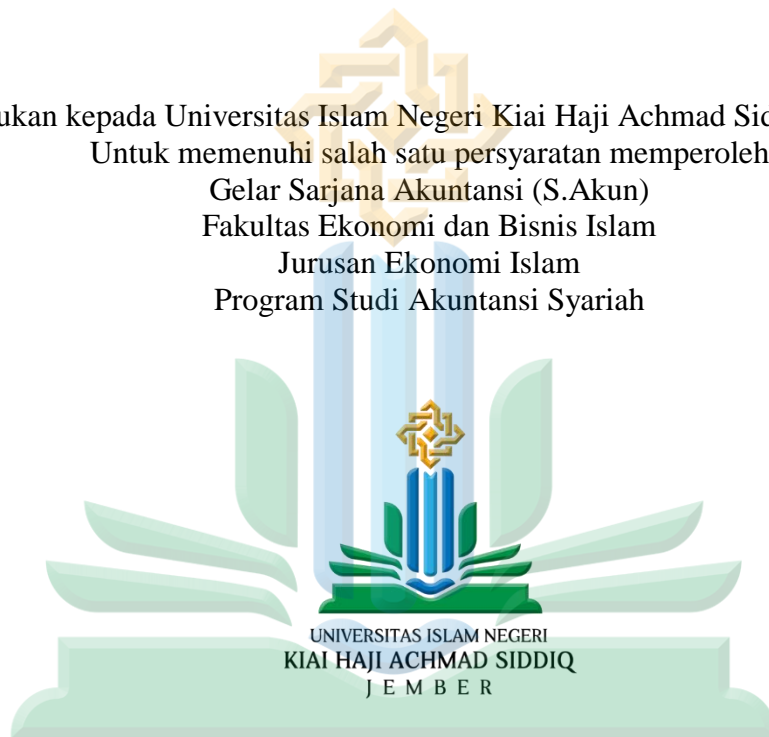 kepada Universitas Islam Negeri Kiai Haji Achmad
Untuk memenuhi salah satu persyaratan memperoleh
Gelar Sarjana Akuntansi (S.Akun)
Fakultas Ekonomi dan Bisnis Islam
Jurusan Ekonomi Islam
Program Studi Akuntansi Syariah
UNIVERSITAS ISLAM NEGERI
KIAI HAJI ACHMAD SIDDIQ
JEMBER